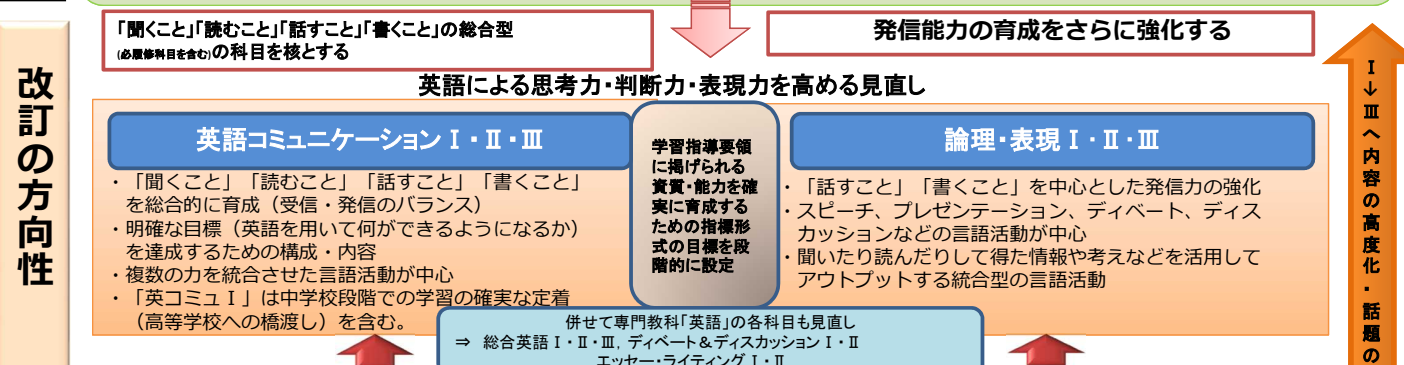 改訂の方向性
「聞くこと」「読むこと」「話すこと」「書くこと」の総合型
(必履修科目を含む)の科目を核とする
発信能力の育成をさらに強化する
英語による思考力・判断力・表現力を高める見直し
英語コミュニケーションⅠ・Ⅱ・Ⅲ
・「聞くこと」「読むこと」「話すこと」「書くこと」
を総合的に育成（受信・発信のバランス）
・明確な目標（英語を用いて何ができるようになるか）
を達成するための構成・内容
・複数の力を統合させた言語活動が中心
・「英コミュⅠ」は中学校段階での学習の確実な定着
（高等学校への橋渡し）を含む。
学習指導要領
に掲げられる
資質・能力を確
実に育成する
ための指標形
式の目標を段
階的に設定
論理・表現Ⅰ・Ⅱ・Ⅲ
・「話すこと」「書くこと」を中心とした発信力の強化
・スピーチ、プレゼンテーション、ディベート、ディス
カッションなどの言語活動が中心
・聞いたり読んだりして得た情報や考えなどを活用して
アウトプットする統合型の言語活動
併せて専門教科「英語」の各科目も見直し
⇒ 総合英語Ⅰ・Ⅱ・Ⅲ，ディベート＆ディスカッションⅠ・Ⅱ
エッセー・ライティングⅠ・Ⅱ
Ⅰ→Ⅲへ内容の高度化・話題の